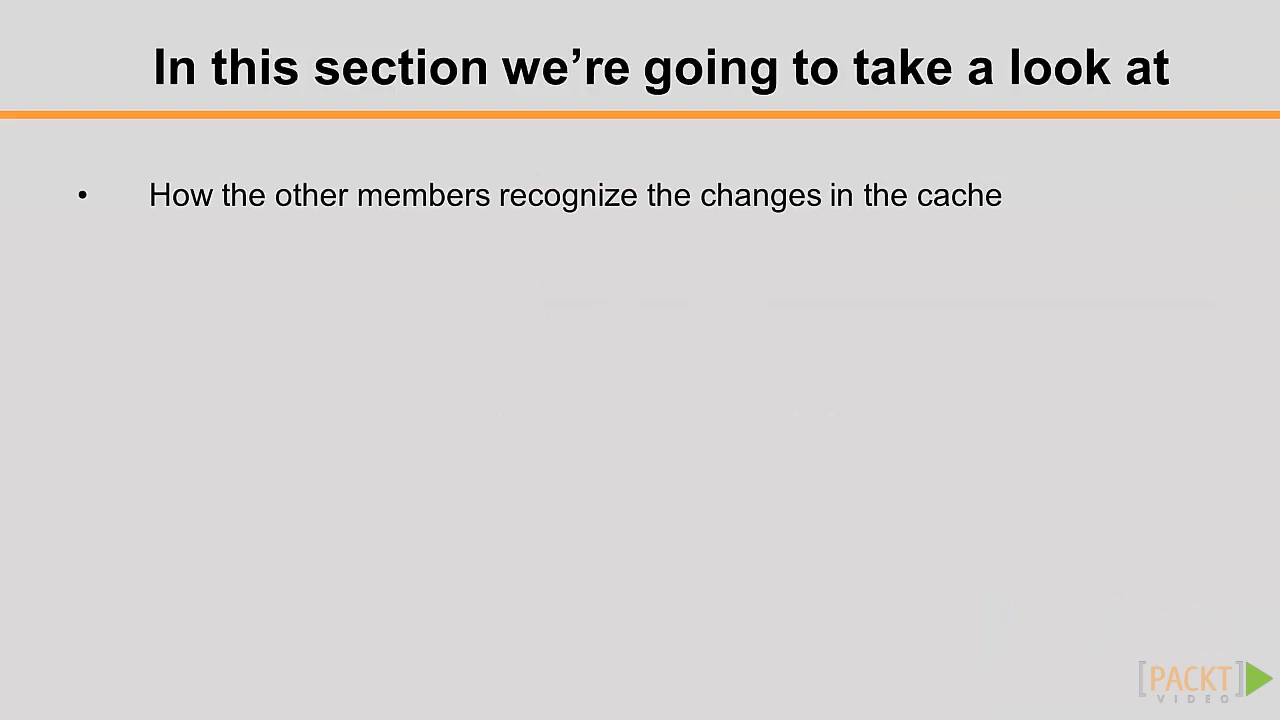 In this section we’re going to take a look at
• How the other members recognize the changes in the cache
[PACKT]
VIDEO